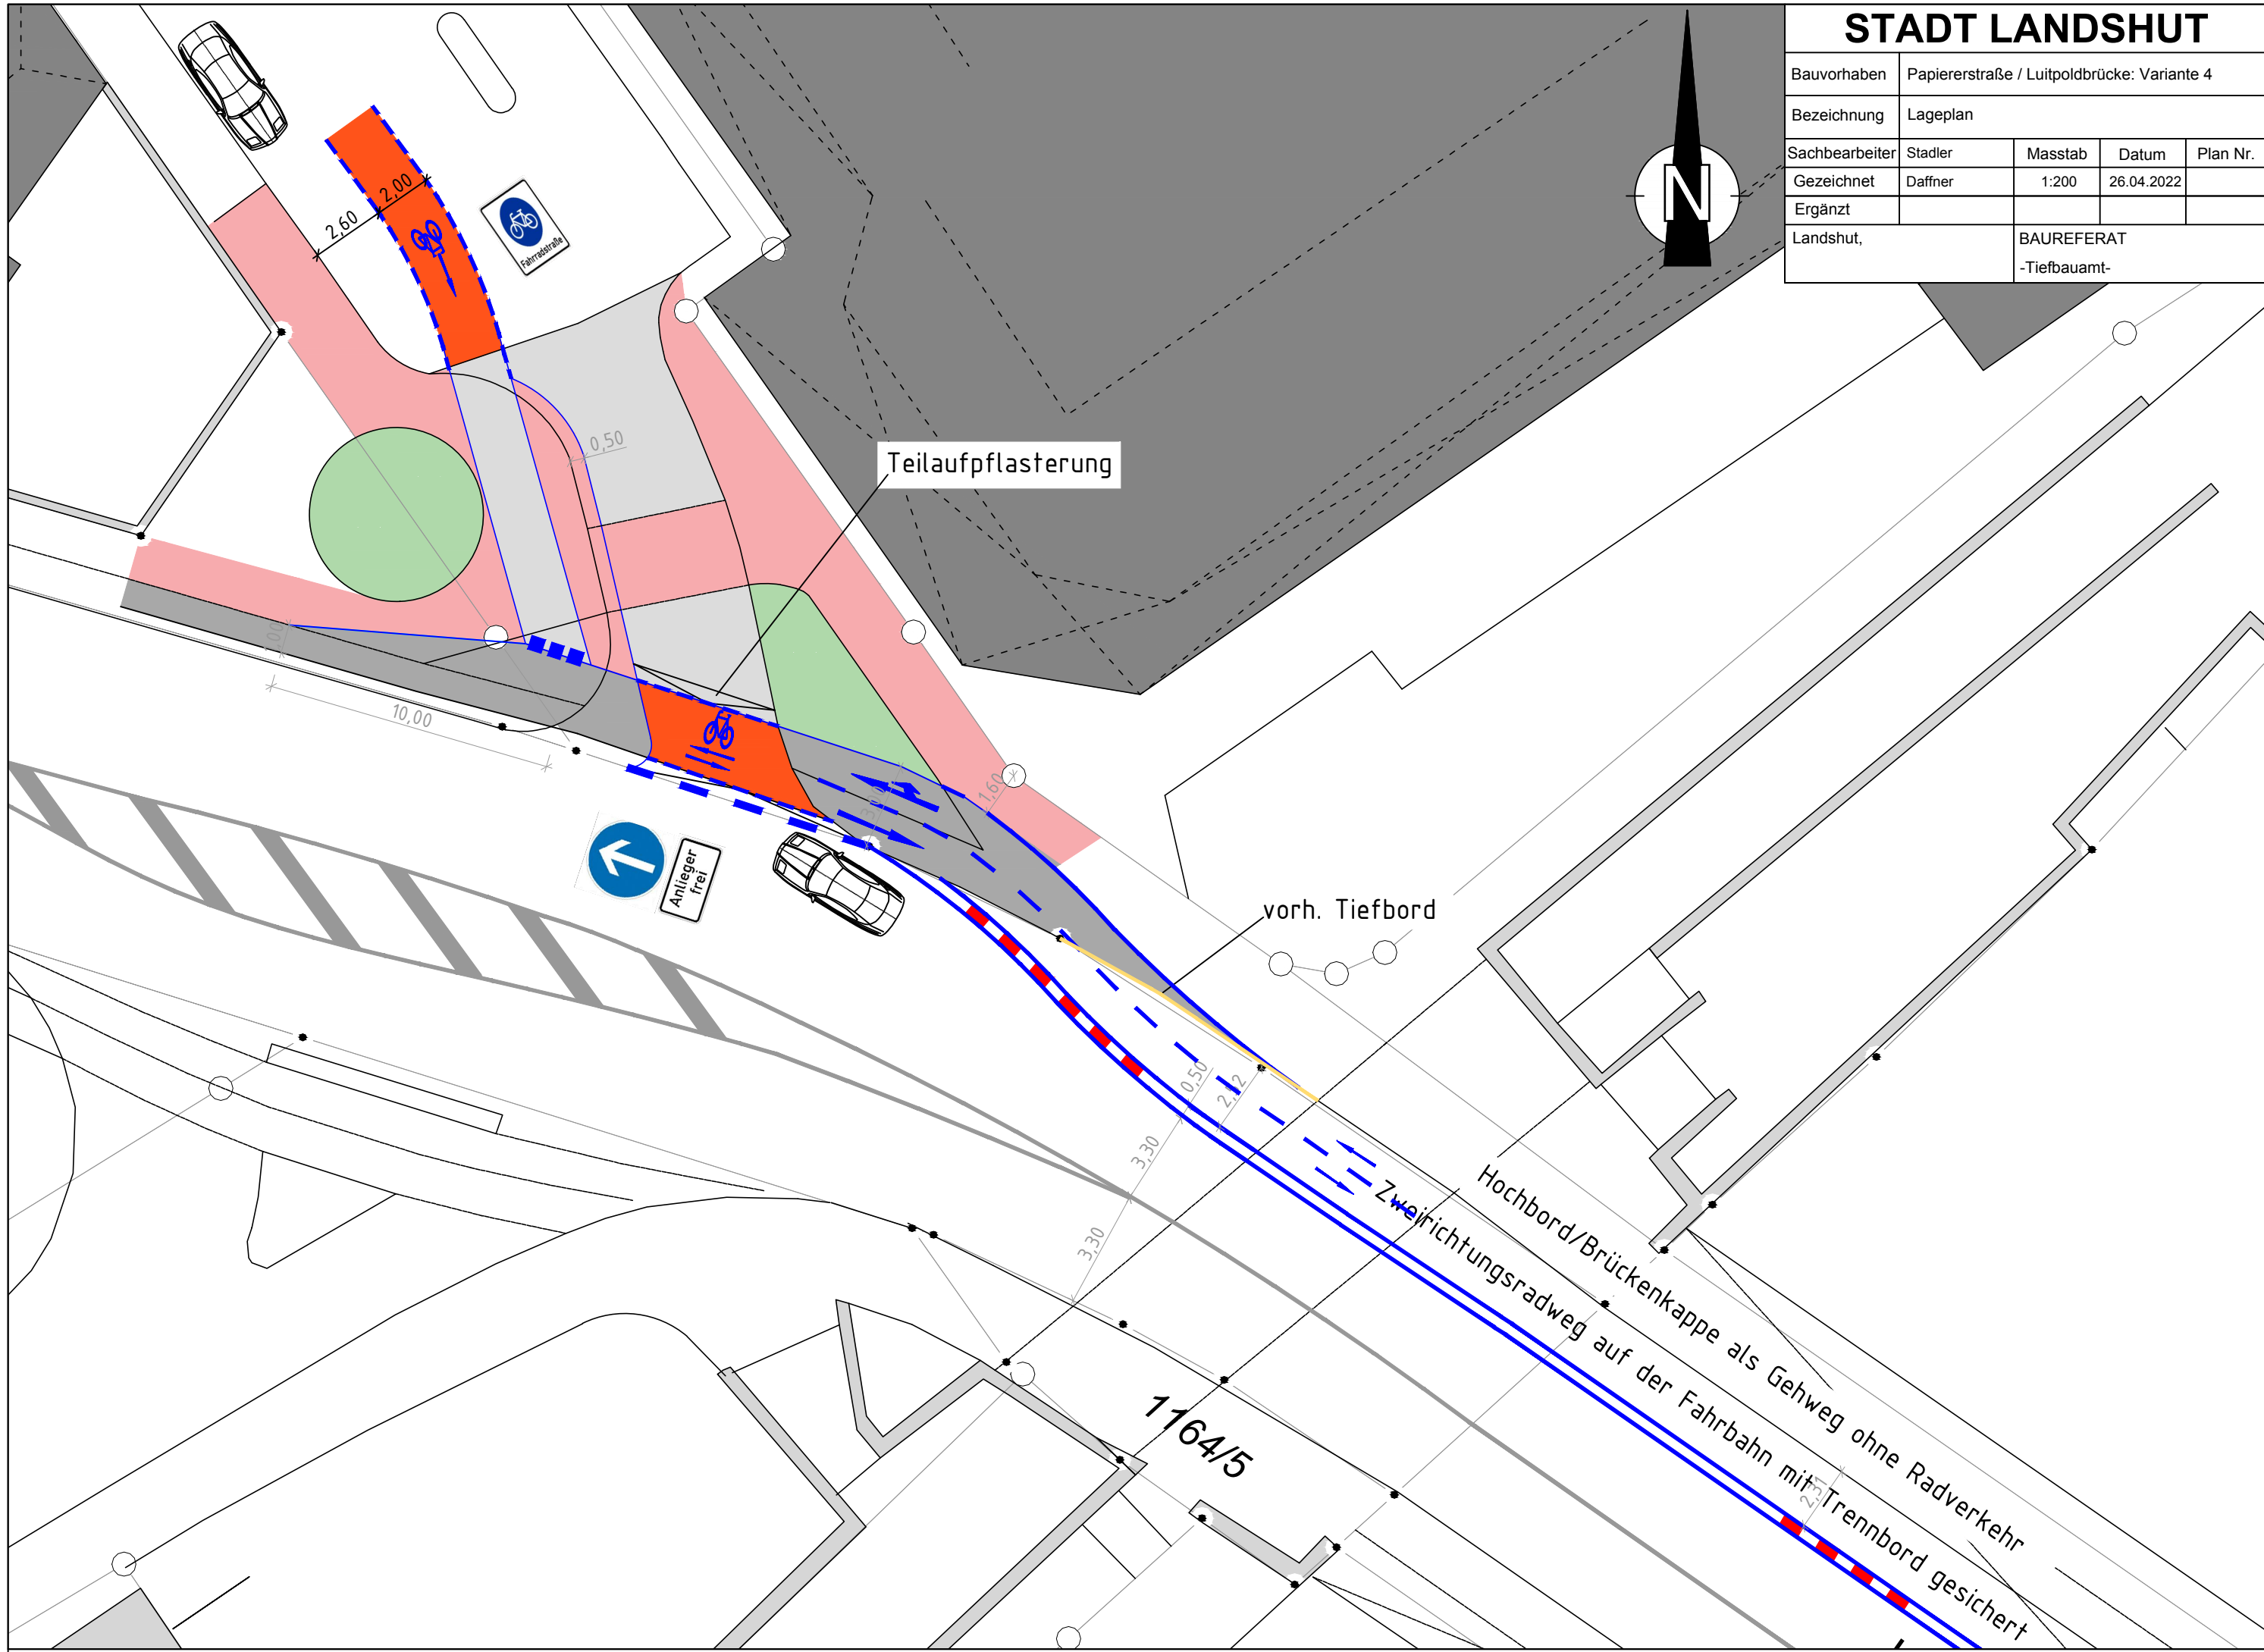 STADT LANDSHUT
Bauvorhaben Papiererstraße / Luitpoldbrücke: Variante 4
Bezeichnung Lageplan
Sachbearbeiter Stadler Masstab Datum Plan Nr.
Gezeichnet Daffner 1:200 26.04.2022
Ergänzt
Landshut, BAUREFERAT
-Tiefbauamt-
N
2,00
2,60
Fahrradstraße
0,50
Teilaufpflasterung
10,00
1,60
Anlieger
frei
vorh. Tiefbord
0,50
3,30
3,30
Hochbord/Brückenkappe als Gehweg ohne Radverkehr
Zweirichtungsradweg auf der Fahrbahn mit Trennbord gesichert
2,31
1164/5